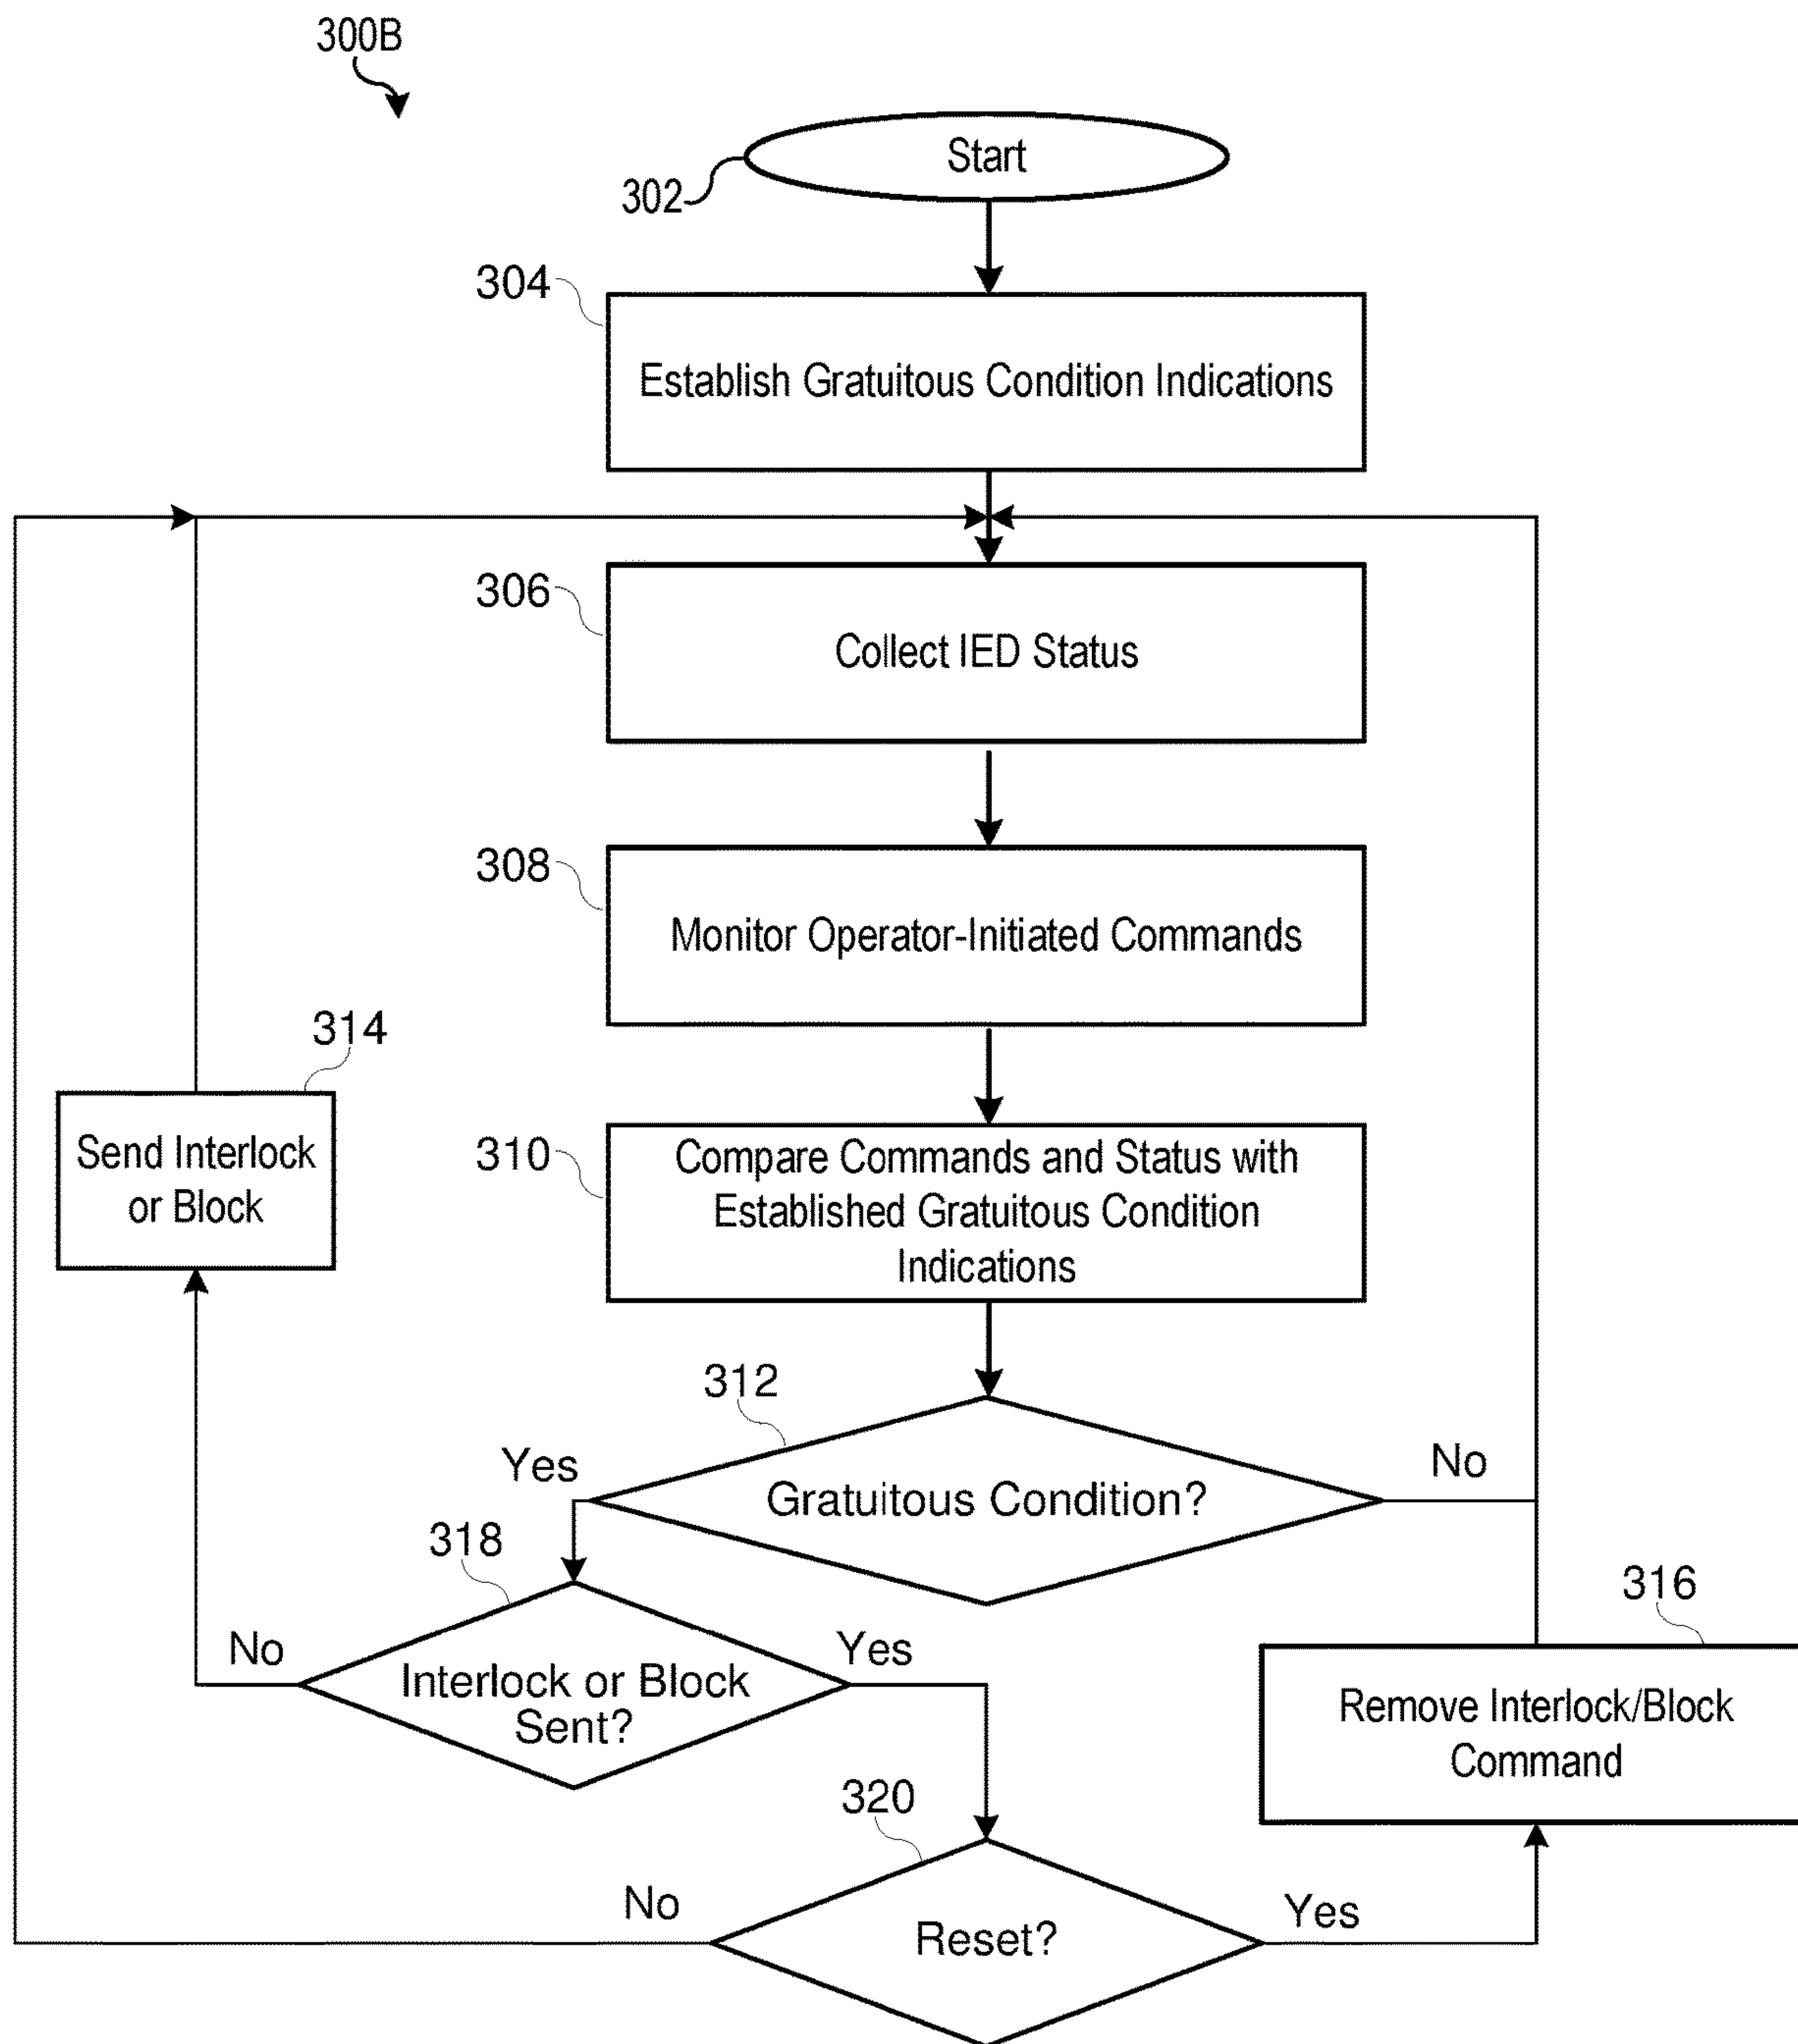 300B
Start
302
304
Establish Gratuitous Condition Indications
306
Collect IED Status
308
Monitor Operator-Initiated Commands
314
Send Interlock
or Block
310
Compare Commands and Status with
Established Gratuitous Condition
Indications
312
Yes
No
Gratuitous Condition?
318
316
No
Yes
Interlock or Block
Sent?
Remove Interlock/Block
Command
320
No
Yes
Reset?